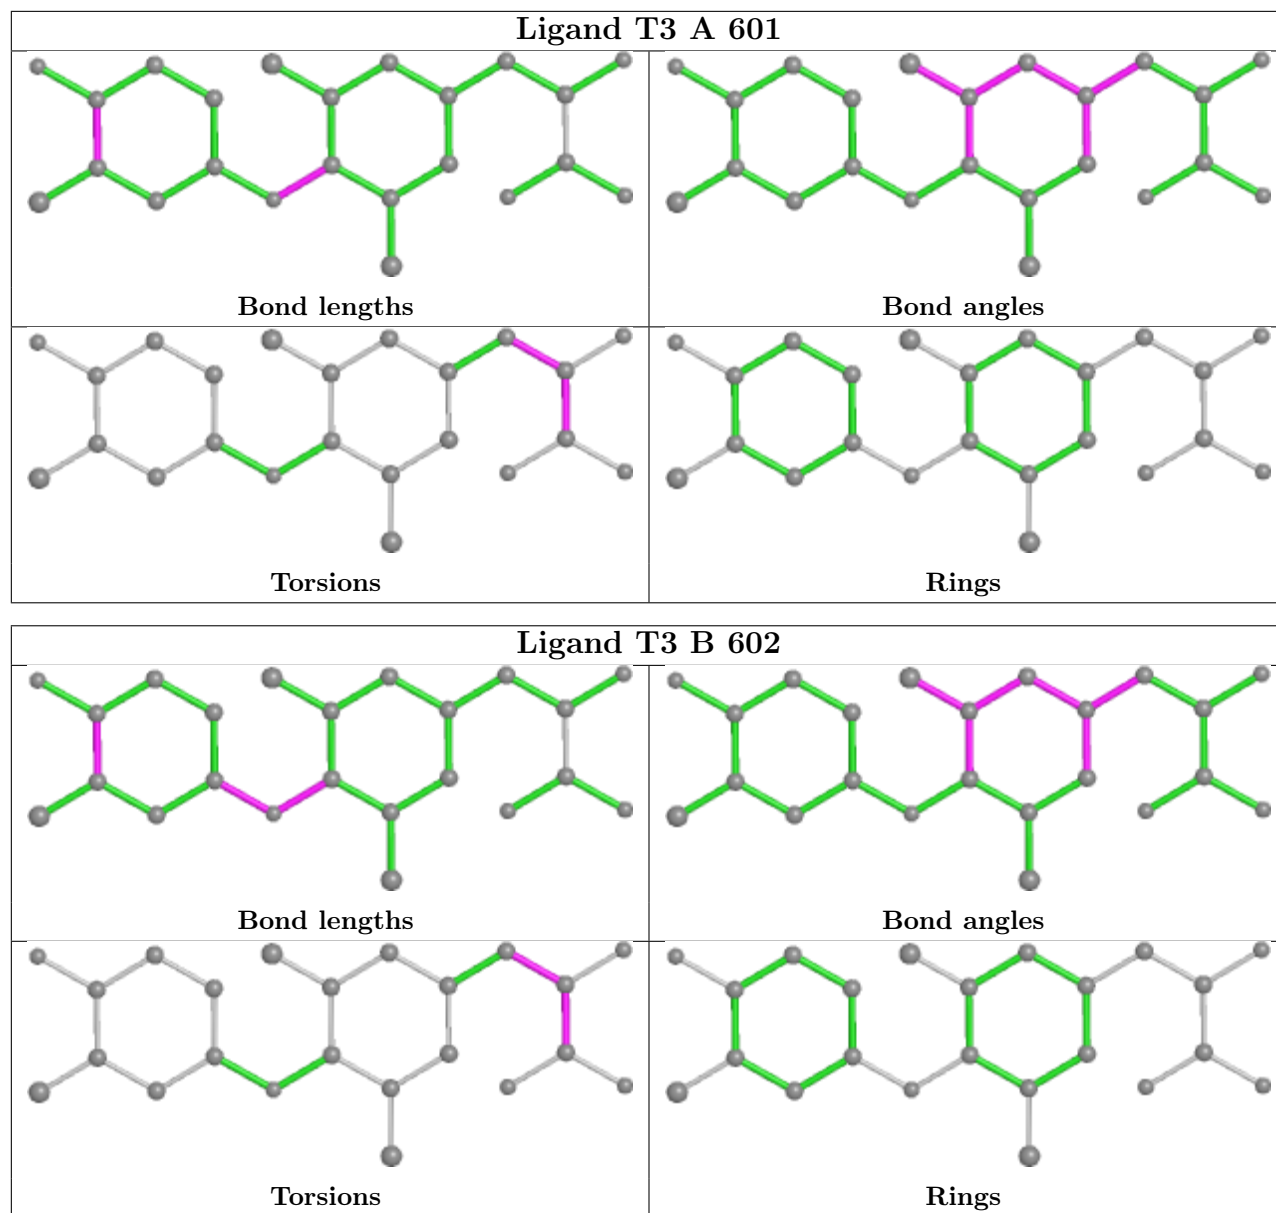 Ligand T3 A 601
Bond lengths
Bond angles
Torsions
Rings
Ligand T3 B 602
Bond lengths
Bond angles
Torsions
Rings